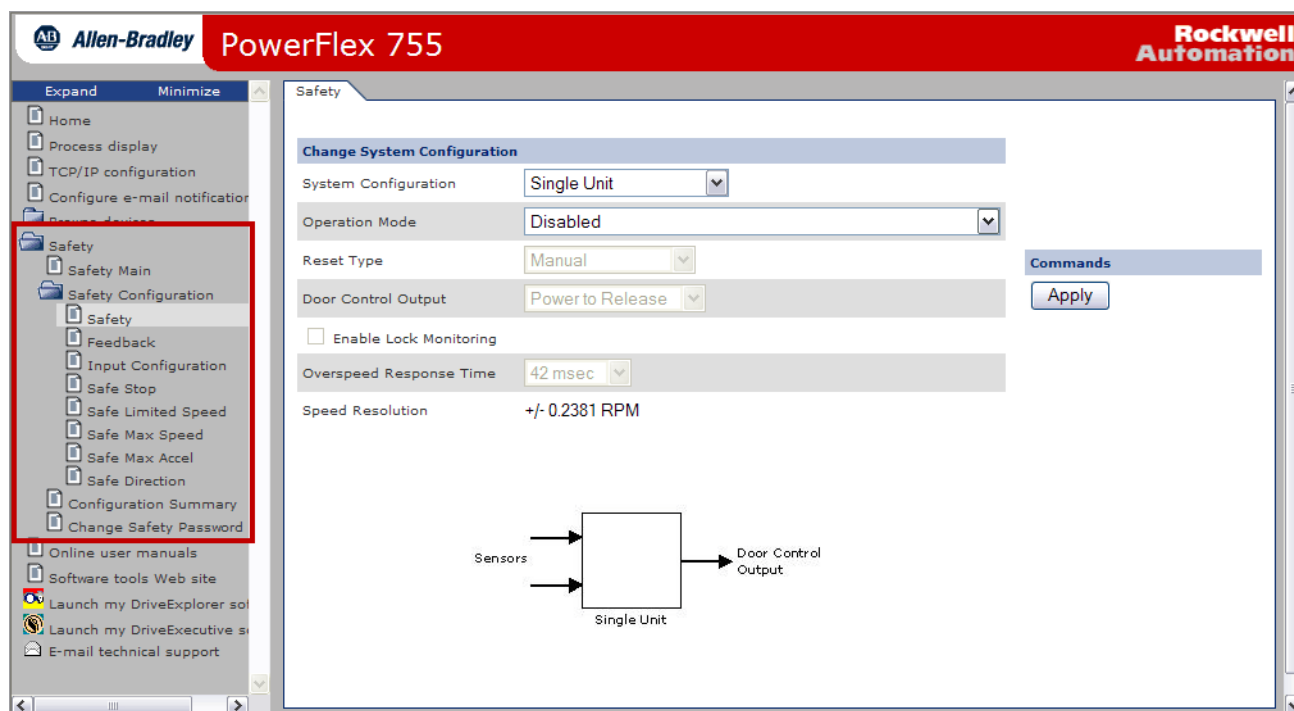 AB Allen-Bradley
PowerFlex 755
Rockwell
Automation
Expand Minimize
Home
Process display
TCP/IP configuration
Configure e-mail notification
Browse devices
Safety
Safety Main
Safety Configuration
Safety
Feedback
Input Configuration
Safe Stop
Safe Limited Speed
Safe Max Speed
Safe Max Accel
Safe Direction
Configuration Summary
Change Safety Password
Online user manuals
Software tools Web site
Launch my DriveExplorer sof
Launch my DriveExecutive s
E-mail technical support
Safety
Change System Configuration
System Configuration Single Unit
Operation Mode Disabled
Reset Type Manual
Door Control Output Power to Release
Enable Lock Monitoring
Overspeed Response Time 42 msec
Speed Resolution +/- 0.2381 RPM
Commands
Apply
Sensors
Door Control
Output
Single Unit